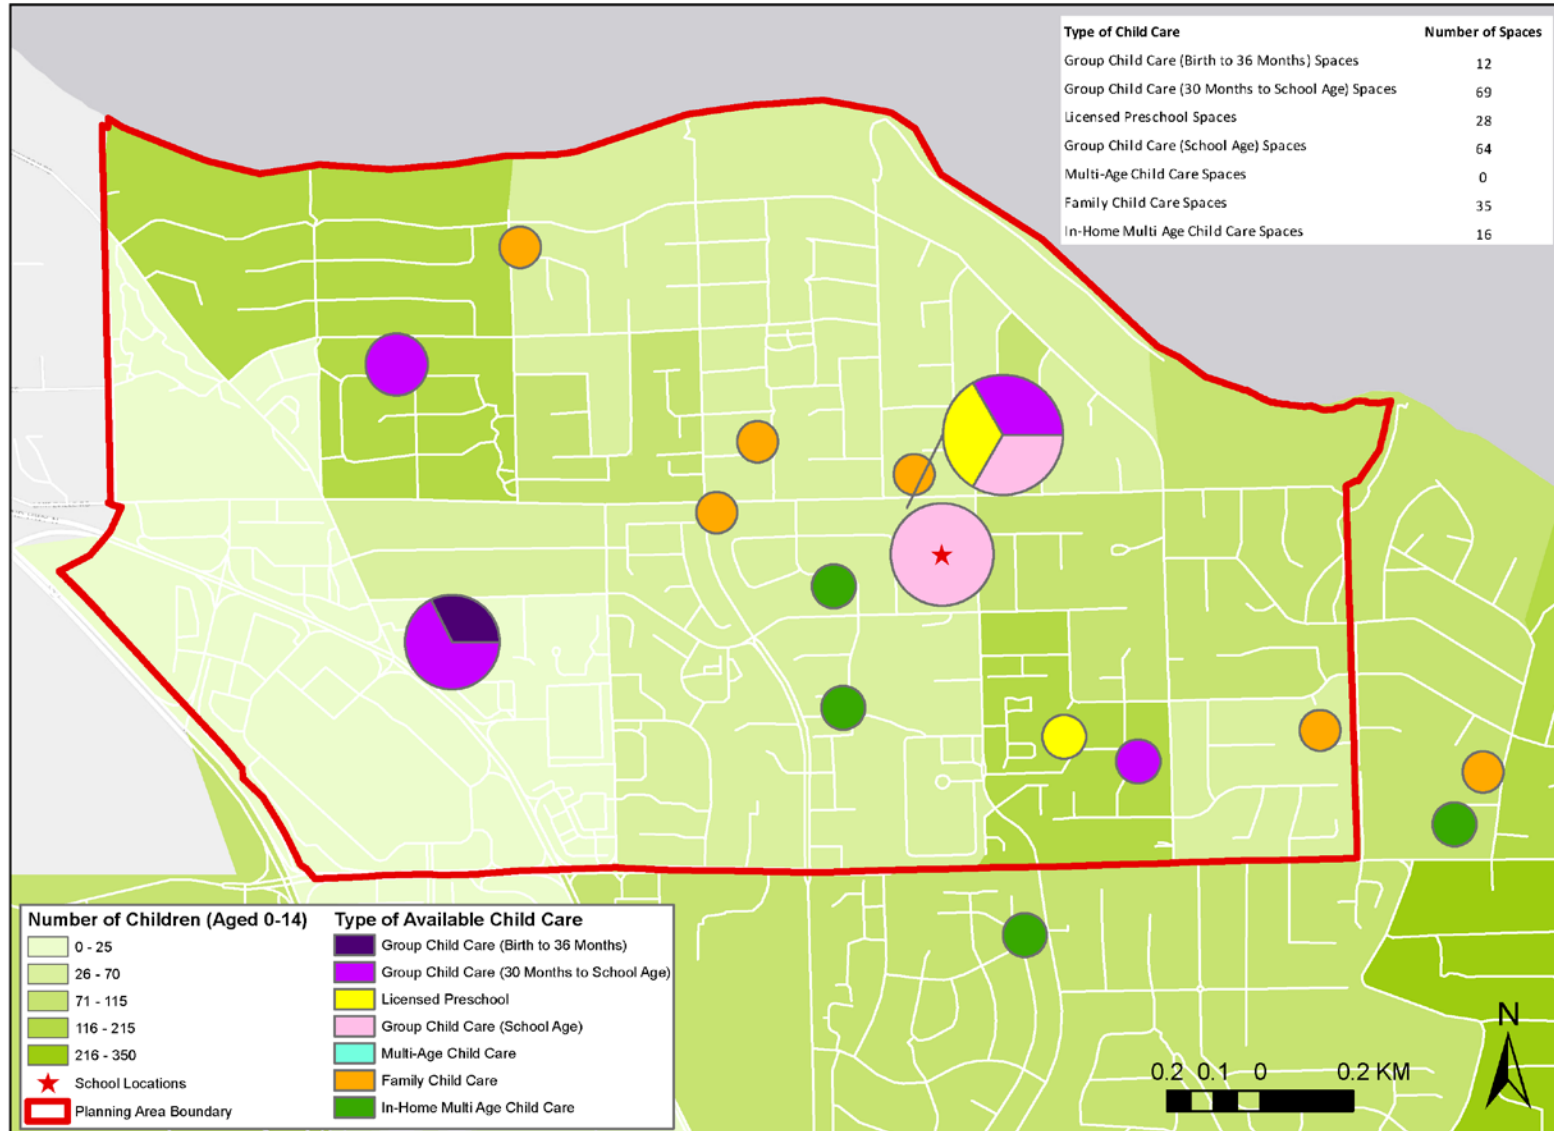 Type of Child Care Number of Spaces
Group Child Care (Birth to 36 Months) Spaces 12
Group Child Care (30 Months to School Age) Spaces 69
Licensed Preschool Spaces 28
Group Child Care (School Age) Spaces 64
Multi-Age Child Care Spaces 0
Family Child Care Spaces 35
In-Home Multi Age Child Care Spaces 16
Number of Children (Aged 0-14)
0 - 25
26 - 70
71 - 115
116 - 215
216 - 350
School Locations
Planning Area Boundary
Type of Available Child Care
Group Child Care (Birth to 36 Months)
Group Child Care (30 Months to School Age)
Licensed Preschool
Group Child Care (School Age)
Multi-Age Child Care
Family Child Care
In-Home Multi Age Child Care
N
0.2 0.1 0 0.2 KM